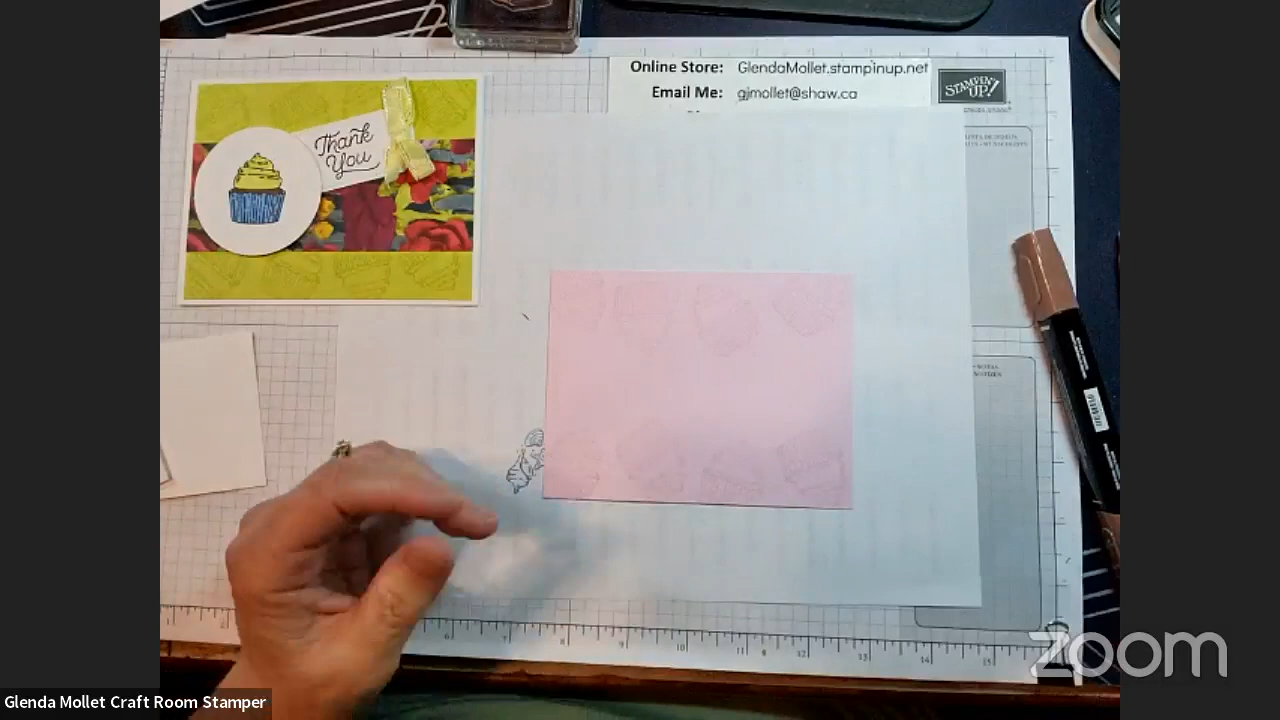 Online Store: GlendaMollet.stampinup.net
Email Me: gjmollet@shaw.ca
STAMPIN' UP!
Thank
You
zoom
Glenda Mollet Craft Room Stamper